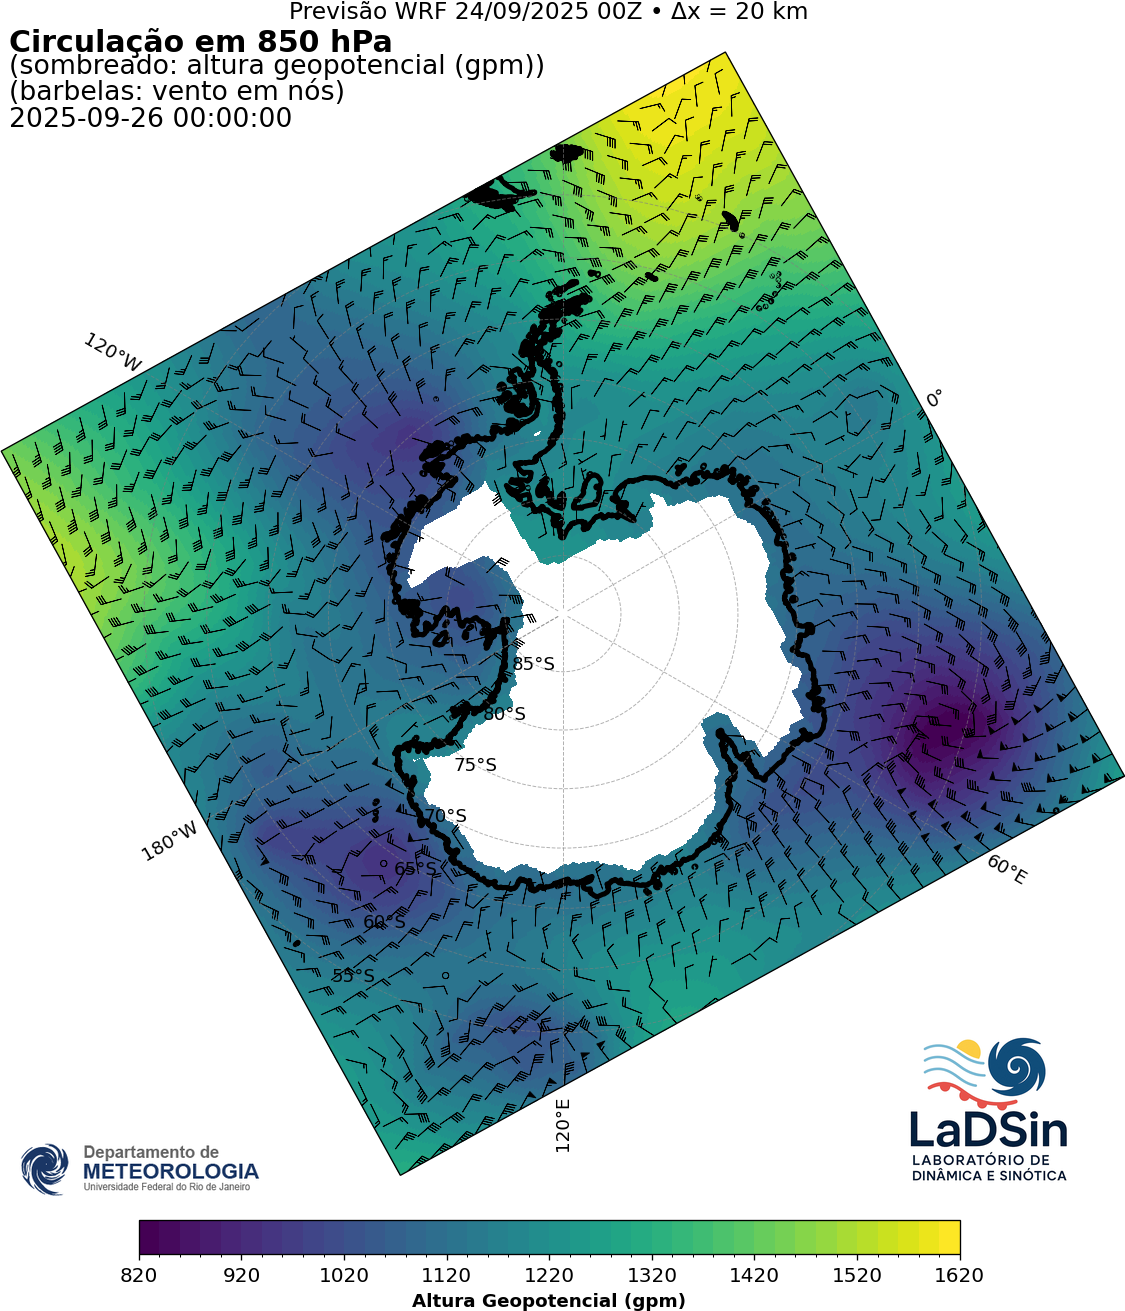 Previsão WRF 24/09/2025 00Z • Δx = 20 km
Circulação em 850 hPa
(sombreado: altura geopotencial (gpm))
(barbelas: vento em nós)
2025-09-26 00:00:00
120°W
0°
85°S
80°S
75°S
70°S
65°S
60°S
55°S
180°W
60°E
120°E
LaDSin
LABORATÓRIO DE
DINÂMICA E SINÓTICA
Departamento de
METEOROLOGIA
Universidade Federal do Rio de Janeiro
820 920 1020 1120 1220 1320 1420 1520 1620
Altura Geopotencial (gpm)